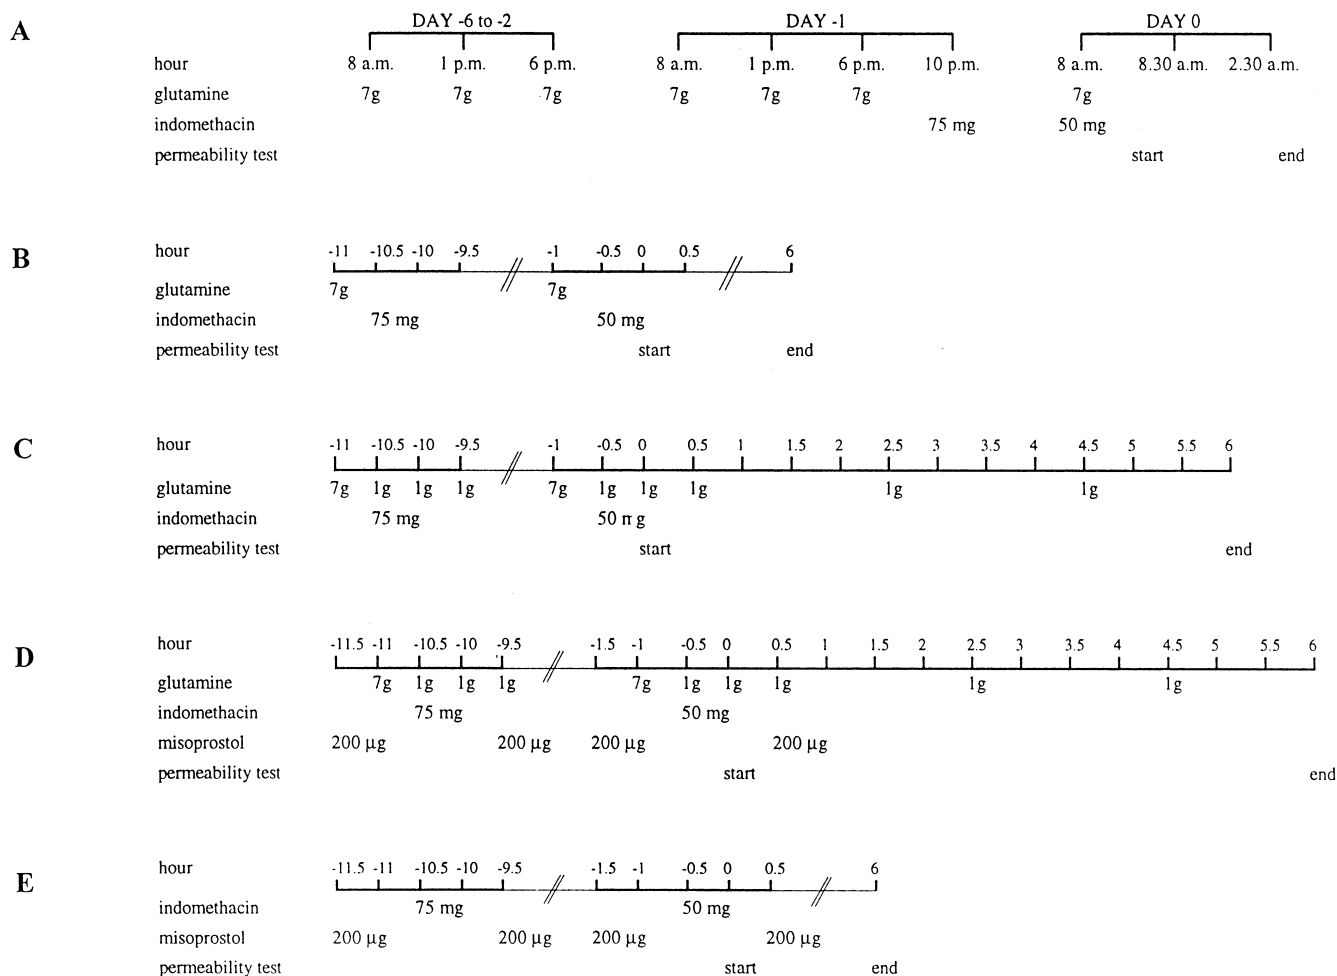 A
DAY -6 to -2 DAY -1 DAY 0
hour 8 a.m. 1 p.m. 6 p.m. 8 a.m. 1 p.m. 6 p.m. 10 p.m. 8 a.m. 8.30 a.m. 2.30 a.m.
glutamine 7g 7g 7g 7g 7g 7g 7g
indomethacin 75 mg 50 mg
permeability test start end
B
hour -11 -10.5 -10 -9.5 -1 -0.5 0 0.5 6
glutamine 7g 7g
indomethacin 75 mg 50 mg
permeability test start end
C
hour -11 -10.5 -10 -9.5 -1 -0.5 0 0.5 1 1.5 2 2.5 3 3.5 4 4.5 5 5.5 6
glutamine 7g 1g 1g 1g 7g 1g 1g 1g 1g 1g
indomethacin 75 mg 50 mg
permeability test start end
D
hour -11.5 -11 -10.5 -10 -9.5 -1.5 -1 -0.5 0 0.5 1 1.5 2 2.5 3 3.5 4 4.5 5 5.5 6
glutamine 7g 1g 1g 1g 7g 1g 1g 1g 1g 1g
indomethacin 75 mg 50 mg
misoprostol 200 µg 200 µg 200 µg 200 µg
permeability test start end
E
hour -11.5 -11 -10.5 -10 -9.5 -1.5 -1 -0.5 0 0.5 6
indomethacin 75 mg 50 mg
misoprostol 200 µg 200 µg 200 µg 200 µg
permeability test start end